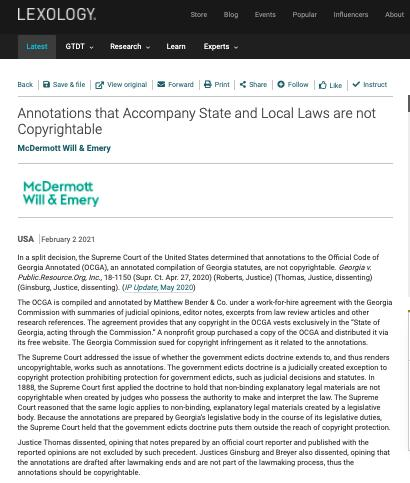 LEXOLOGY.
Store Blog Events Popular Influencers About
Latest GTDT Research Learn Experts
Back Save & file View original Forward Print Share Follow Like Instruct
Annotations that Accompany State and Local Laws are not
Copyrightable
McDermott Will & Emery
McDermott
Will & Emery
USA February 2 2021
In a split decision, the Supreme Court of the United States determined that annotations to the Official Code of
Georgia Annotated (OCGA), an annotated compilation of Georgia statutes, are not copyrightable. Georgia v.
Public.Resource.Org, Inc., 18-1150 (Supr. Ct. Apr. 27, 2020) (Roberts, Justice) (Thomas, Justice, dissenting)
(Ginsburg, Justice, dissenting). (IP Update, May 2020)
The OCGA is compiled and annotated by Matthew Bender & Co. under a work-for-hire agreement with the Georgia
Commission with summaries of judicial opinions, editor notes, excerpts from law review articles and other
research references. The agreement provides that any copyright in the OCGA vests exclusively in the “State of
Georgia, acting through the Commission.” A nonprofit group purchased a copy of the OCGA and distributed it via
its free website. The Georgia Commission sued for copyright infringement as it related to the annotations.
The Supreme Court addressed the issue of whether the government edicts doctrine extends to, and thus renders
uncopyrightable, works such as annotations. The government edicts doctrine is a judicially created exception to
copyright protection prohibiting protection for government edicts, such as judicial decisions and statutes. In
1888, the Supreme Court first applied the doctrine to hold that non-binding explanatory legal materials are not
copyrightable when created by judges who possess the authority to make and interpret the law. The Supreme
Court reasoned that the same logic applies to non-binding, explanatory legal materials created by a legislative
body. Because the annotations are prepared by Georgia’s legislative body in the course of its legislative duties,
the Supreme Court held that the government edicts doctrine puts them outside the reach of copyright protection.
Justice Thomas dissented, opining that notes prepared by an official court reporter and published with the
reported opinions are not excluded by such precedent. Justices Ginsburg and Breyer also dissented, opining that
the annotations are drafted after lawmaking ends and are not part of the lawmaking process, thus the
annotations should be copyrightable.